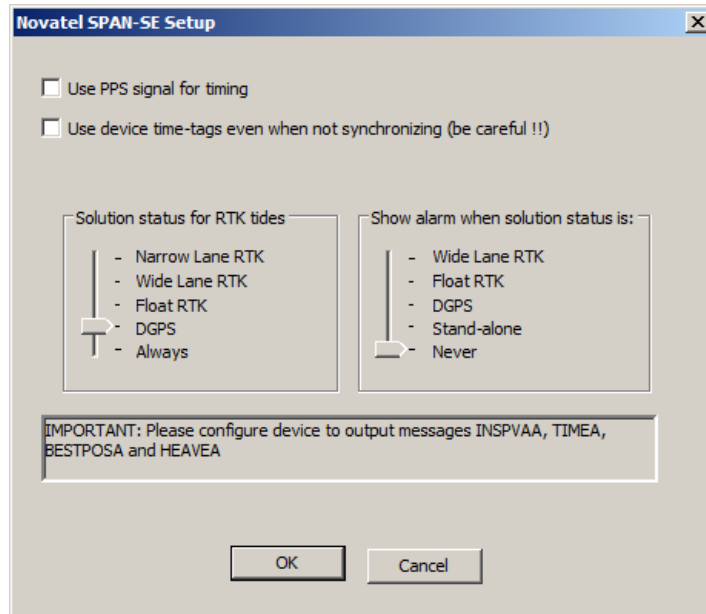 Novatel SPAN-SE Setup
Use PPS signal for timing
Use device time-tags even when not synchronizing (be careful !!)
Solution status for RTK tides
- Narrow Lane RTK
- Wide Lane RTK
- Float RTK
- DGPS
- Always
Show alarm when solution status is:
- Wide Lane RTK
- Float RTK
- DGPS
- Stand-alone
- Never
IMPORTANT: Please configure device to output messages INSPVAA, TIMEA,
BESTPOSA and HEAVEA
OK
Cancel